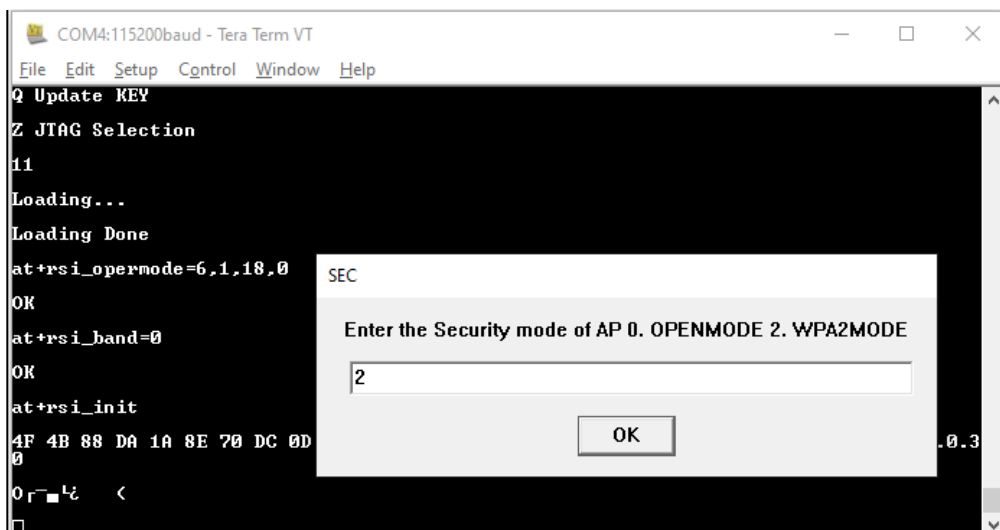 COM4:115200baud - Tera Term VT
File Edit Setup Control Window Help
Q Update KEY
Z JTAG Selection
11
Loading...
Loading Done
at+rsi_opermode=6,1,18,0
OK
at+rsi_band=0
OK
at+rsi_init
4F 4B 88 DA 1A 8E 70 DC 0D
.0.3
0
SEC
Enter the Security mode of AP 0. OPENMODE 2. WPA2MODE
2
OK